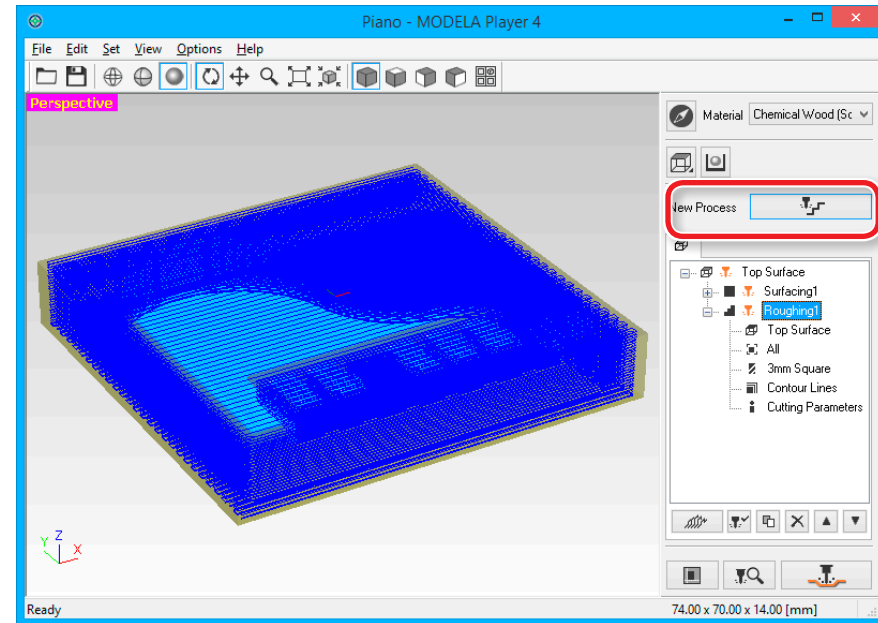 Piano - MODELA Player 4
File Edit Set View Options Help
Perspective
Material Chemical Wood (Sc
New Process
Top Surface
Surfacing1
Roughing1
Top Surface
All
3mm Square
Contour Lines
Cutting Parameters
Z
Y
X
Ready
74.00 x 70.00 x 14.00 [mm]